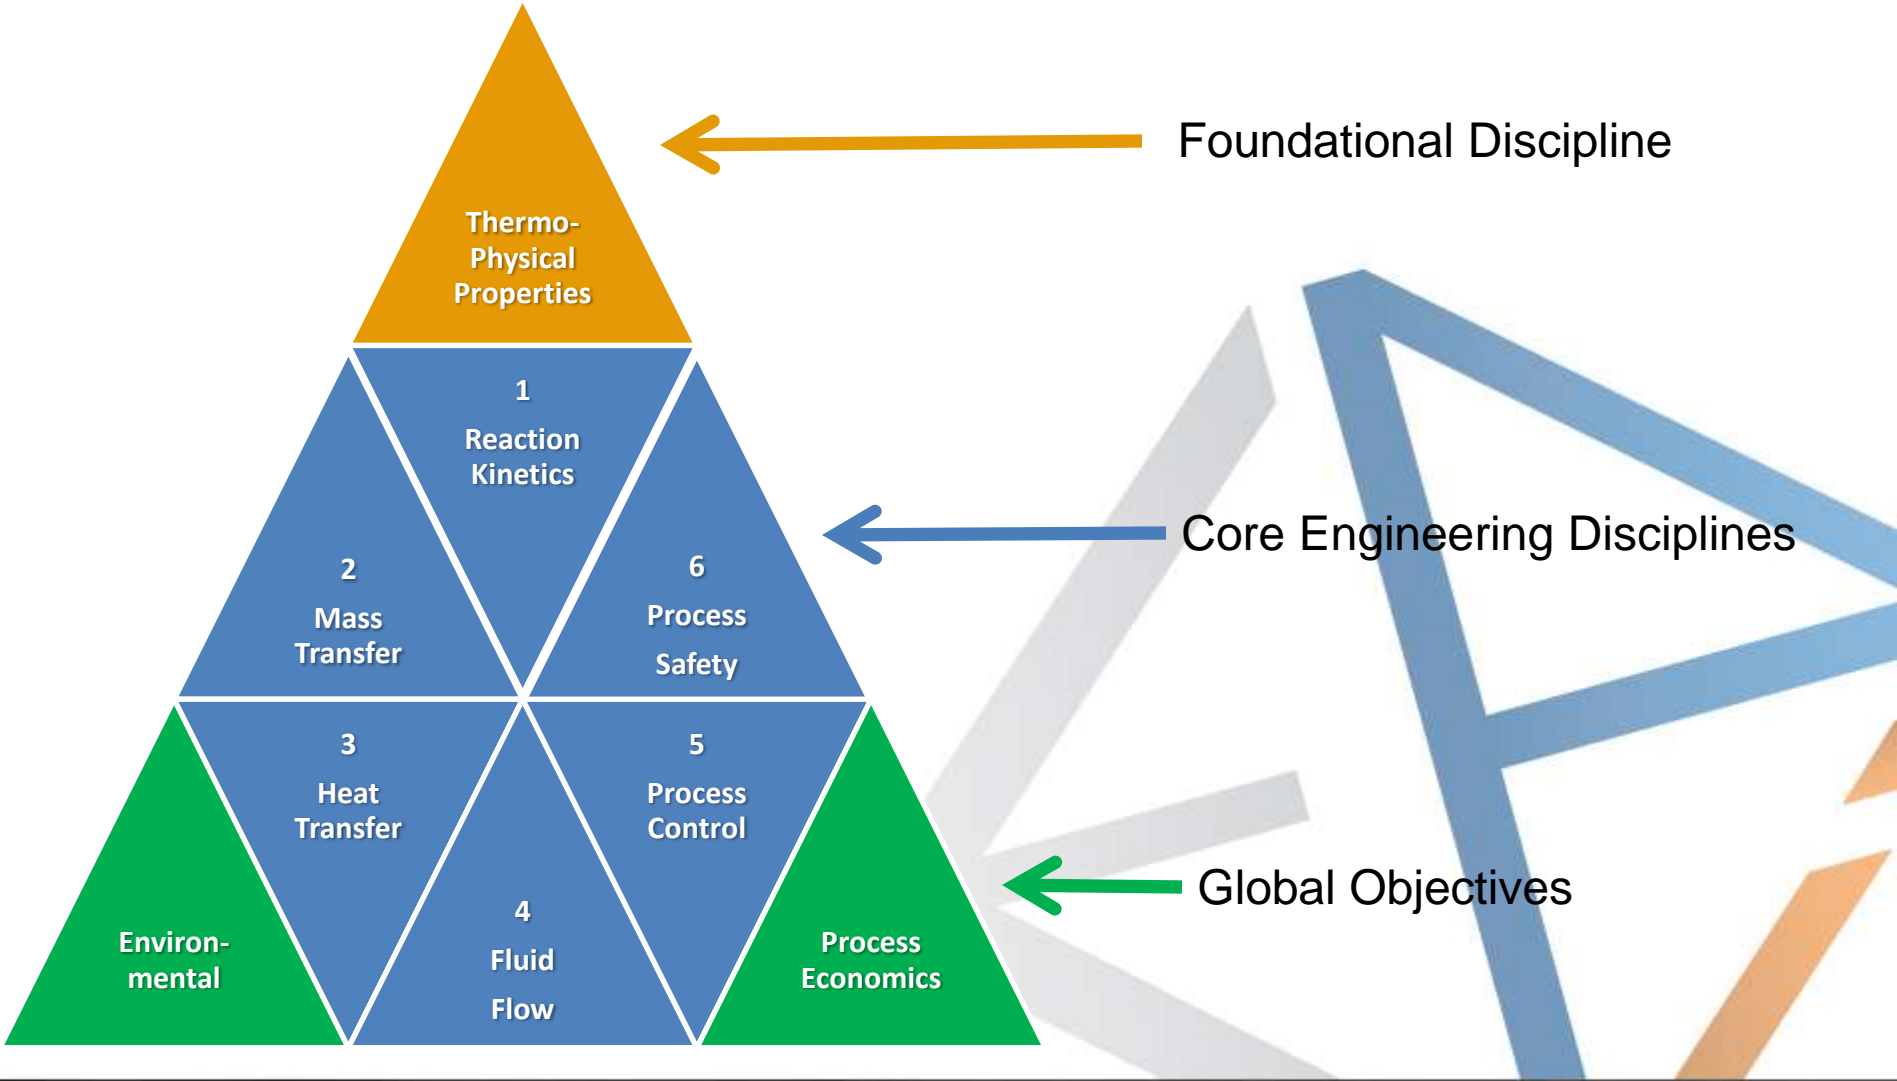 Thermo-
Physical
Properties
Foundational Discipline
1
Reaction
Kinetics
2
Mass
Transfer
6
Process
Safety
Core Engineering Disciplines
3
Heat
Transfer
5
Process
Control
Environ-
mental
4
Fluid
Flow
Process
Economics
Global Objectives